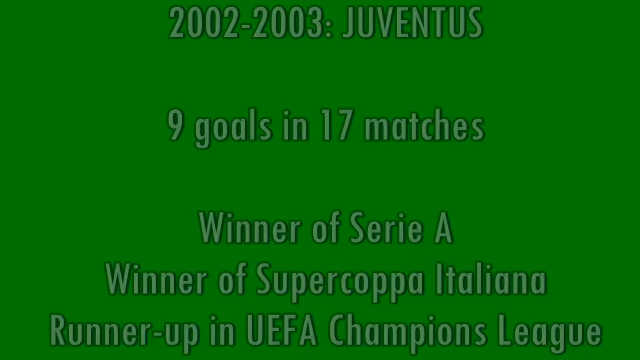 2002-2003: JUVENTUS
9 goals in 17 matches
Winner of Serie A
Winner of Supercoppa Italiana
Runner-up in UEFA Champions League